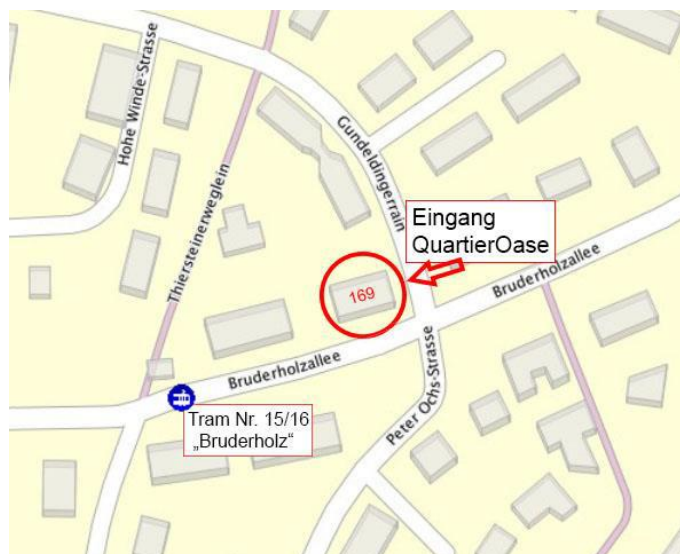 Hohe Winde-Strasse
Thiersteinerweglein
Gundeldingerrain
Eingang
QuartierOase
Bruderholzallee
169
Bruderholzallee
Peter Ochs-Strasse
Tram Nr. 15/16
„Bruderholz“